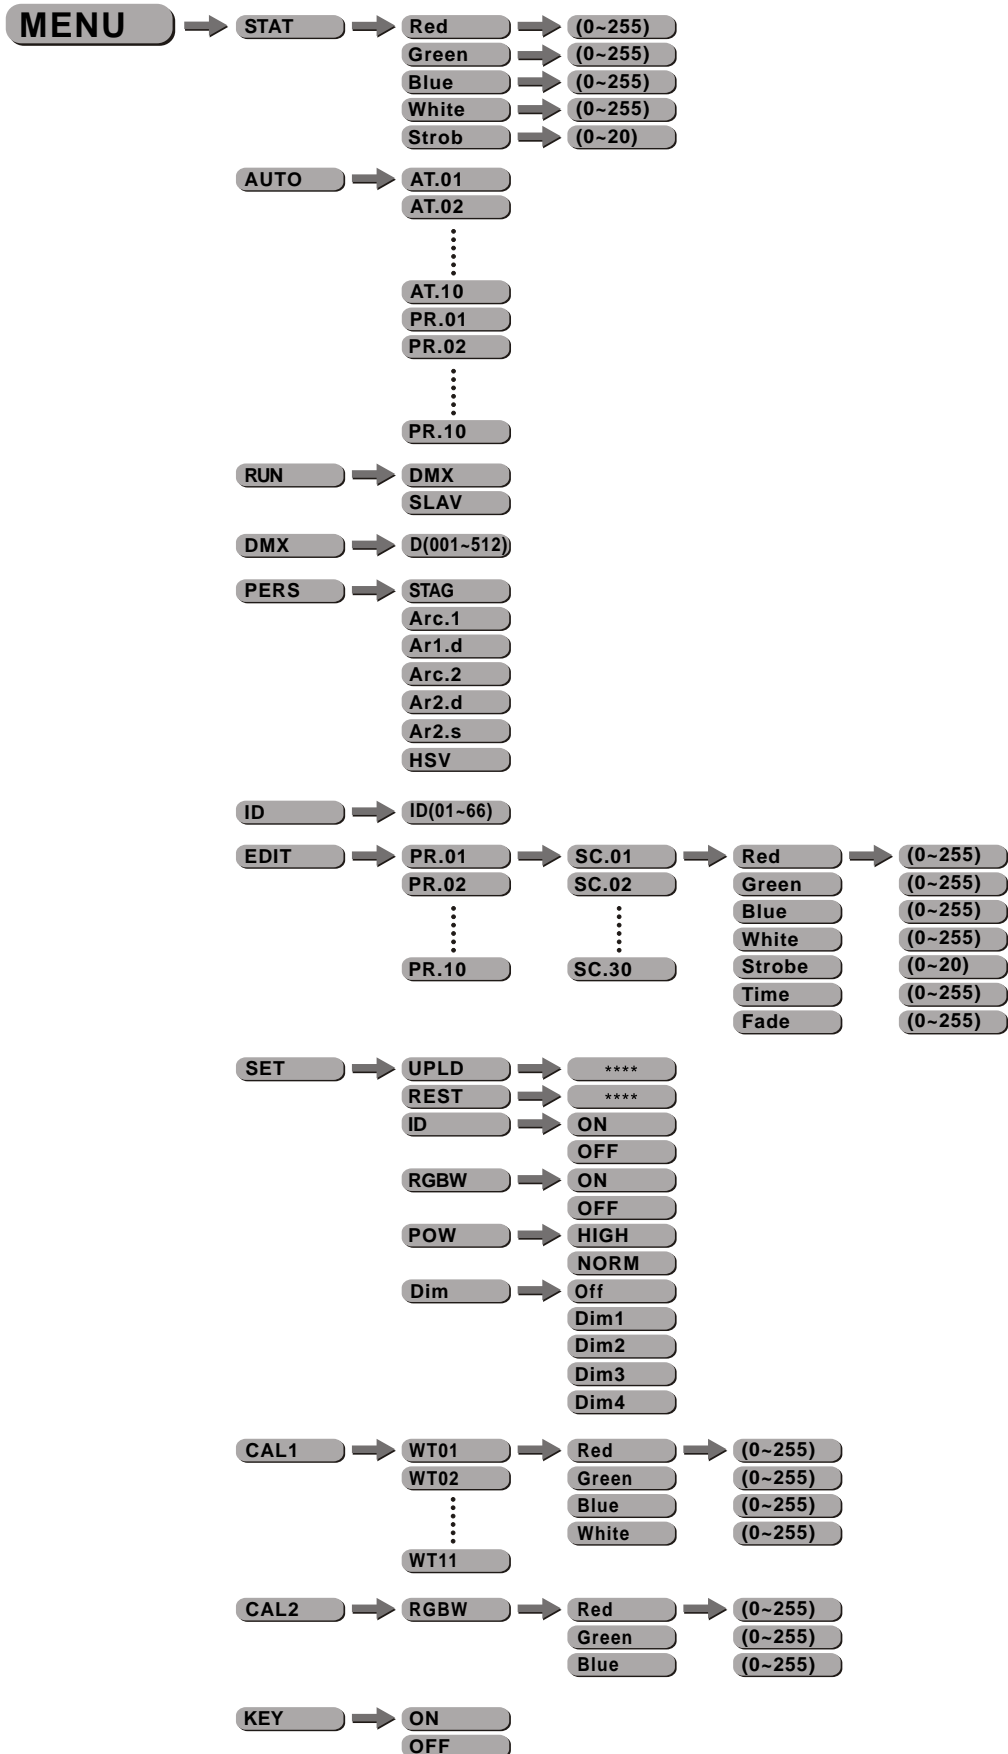 MENU STAT Red (0~255)
Green (0~255)
Blue (0~255)
White (0~255)
Strob (0~20)
AUTO AT.01
AT.02
AT.10
PR.01
PR.02
PR.10
RUN DMX
SLAV
DMX D(001~512)
PERS STAG
Arc.1
Ar1.d
Arc.2
Ar2.d
Ar2.s
HSV
ID ID(01~66)
EDIT PR.01 SC.01 Red (0~255)
PR.02 SC.02 Green (0~255)
Blue (0~255)
White (0~255)
PR.10 SC.30 Strobe (0~20)
Time (0~255)
Fade (0~255)
SET UPLD ****
REST ****
ID ON
OFF
RGBW ON
OFF
POW HIGH
NORM
Dim Off
Dim1
Dim2
Dim3
Dim4
CAL1 WT01 Red (0~255)
WT02 Green (0~255)
Blue (0~255)
White (0~255)
WT11
CAL2 RGBW Red (0~255)
Green (0~255)
Blue (0~255)
KEY ON
OFF